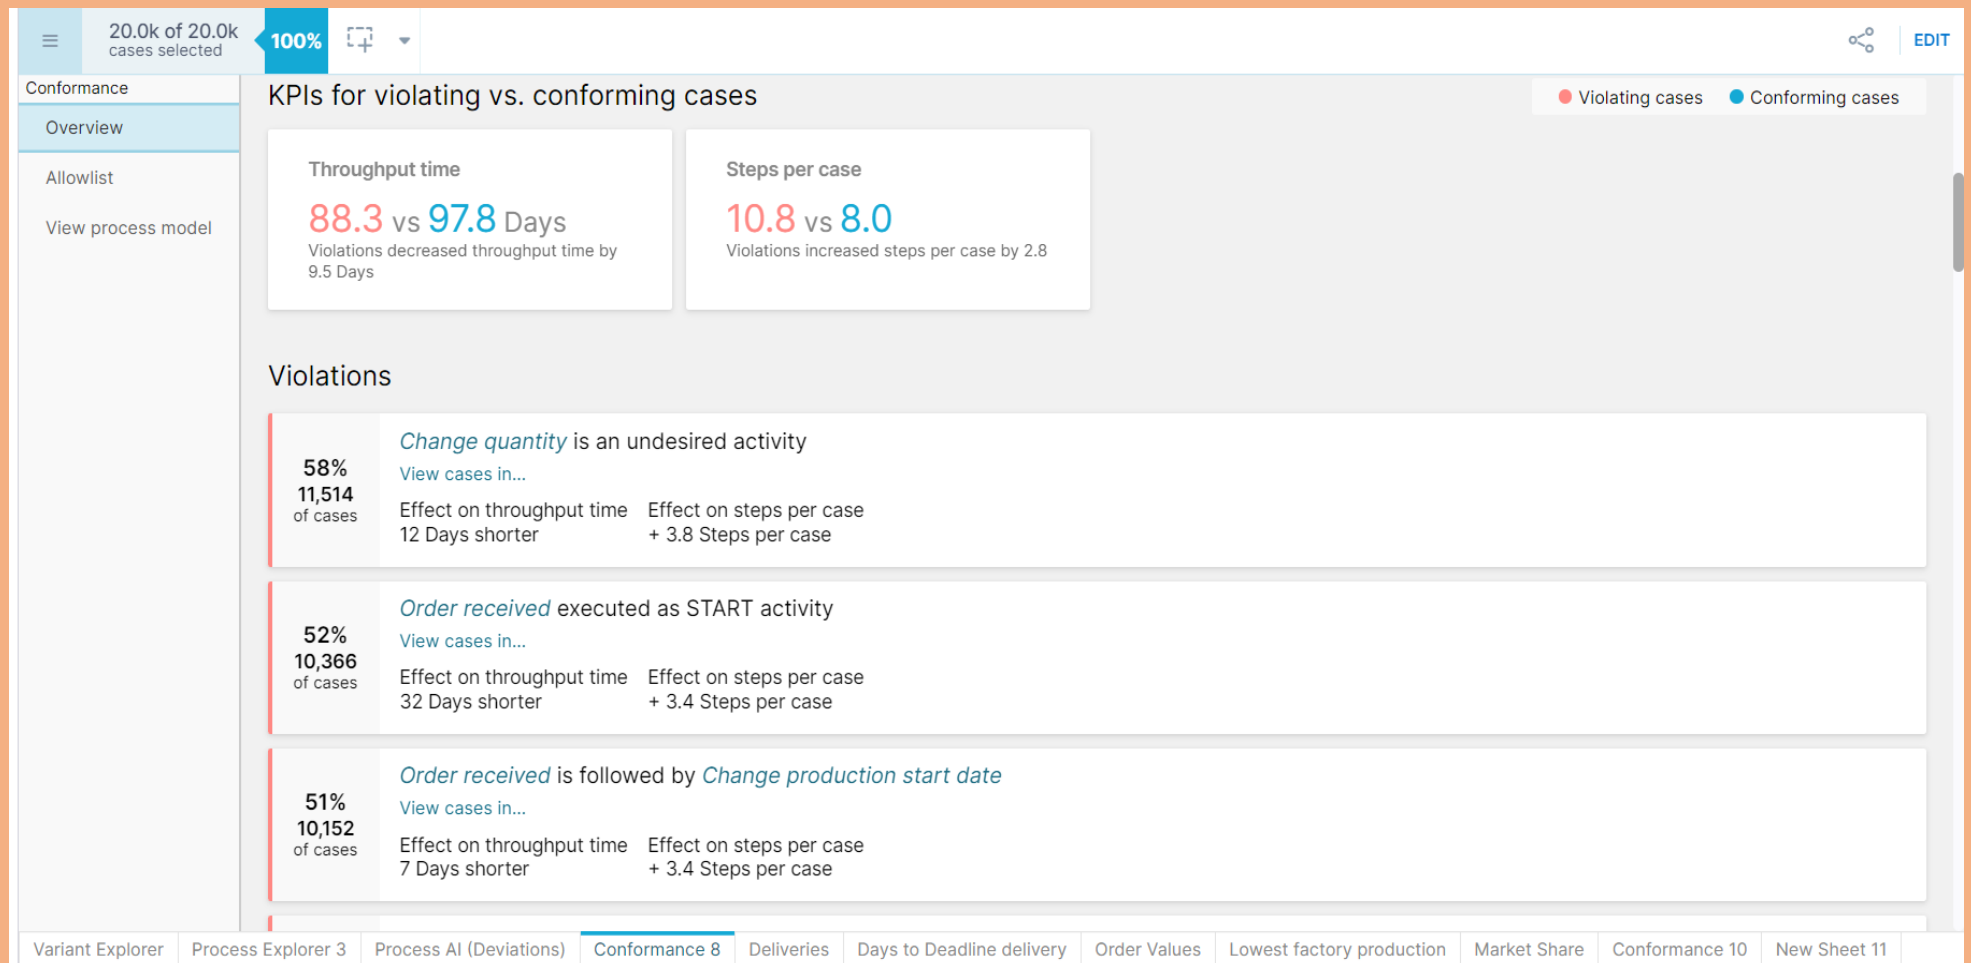 20.0k of 20.0k
cases selected
100%
EDIT
Conformance
Overview
Allowlist
View process model
KPIs for violating vs. conforming cases
Violating cases
Conforming cases
Throughput time
88.3 vs 97.8 Days
Violations decreased throughput time by
9.5 Days
Steps per case
10.8 vs 8.0
Violations increased steps per case by 2.8
Violations
58%
11,514
of cases
Change quantity is an undesired activity
View cases in...
Effect on throughput time
12 Days shorter
Effect on steps per case
+ 3.8 Steps per case
52%
10,366
of cases
Order received executed as START activity
View cases in...
Effect on throughput time
32 Days shorter
Effect on steps per case
+ 3.4 Steps per case
51%
10,152
of cases
Order received is followed by Change production start date
View cases in...
Effect on throughput time
7 Days shorter
Effect on steps per case
+ 3.4 Steps per case
Variant Explorer
Process Explorer 3
Process AI (Deviations)
Conformance 8
Deliveries
Days to Deadline delivery
Order Values
Lowest factory production
Market Share
Conformance 10
New Sheet 11